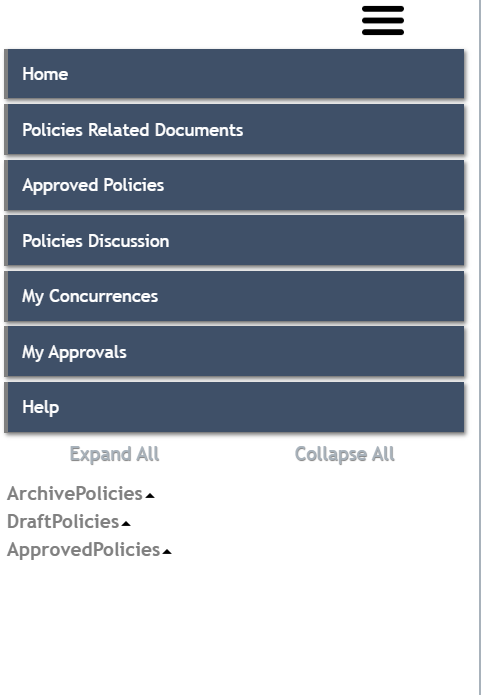 Home
Policies Related Documents
Approved Policies
Policies Discussion
My Concurrences
My Approvals
Help
Expand All Collapse All
ArchivePolicies
DraftPolicies
ApprovedPolicies